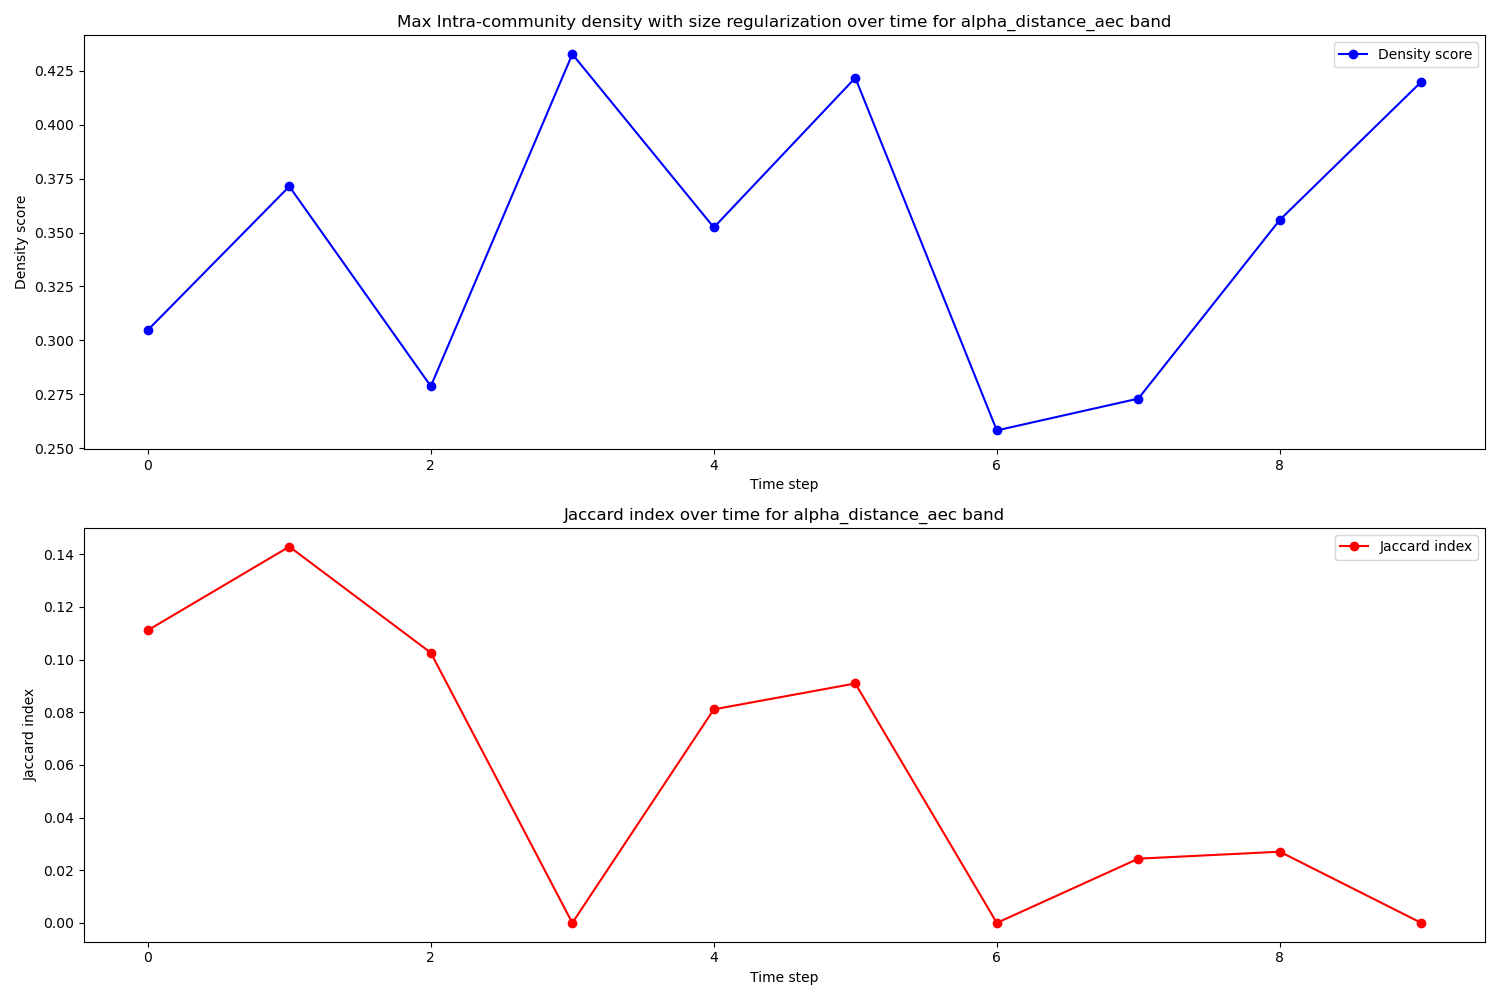 Max Intra-community density with size regularization over time for alpha_distance_aec band
Density score
0.425
0.400
0.375
0.350
0.325
0.300
0.275
0.250
Density score
0 2 4 6 8
Time step
Jaccard index over time for alpha_distance_aec band
Jaccard index
0.14
0.12
0.10
0.08
0.06
0.04
0.02
0.00
Jaccard index
0 2 4 6 8
Time step